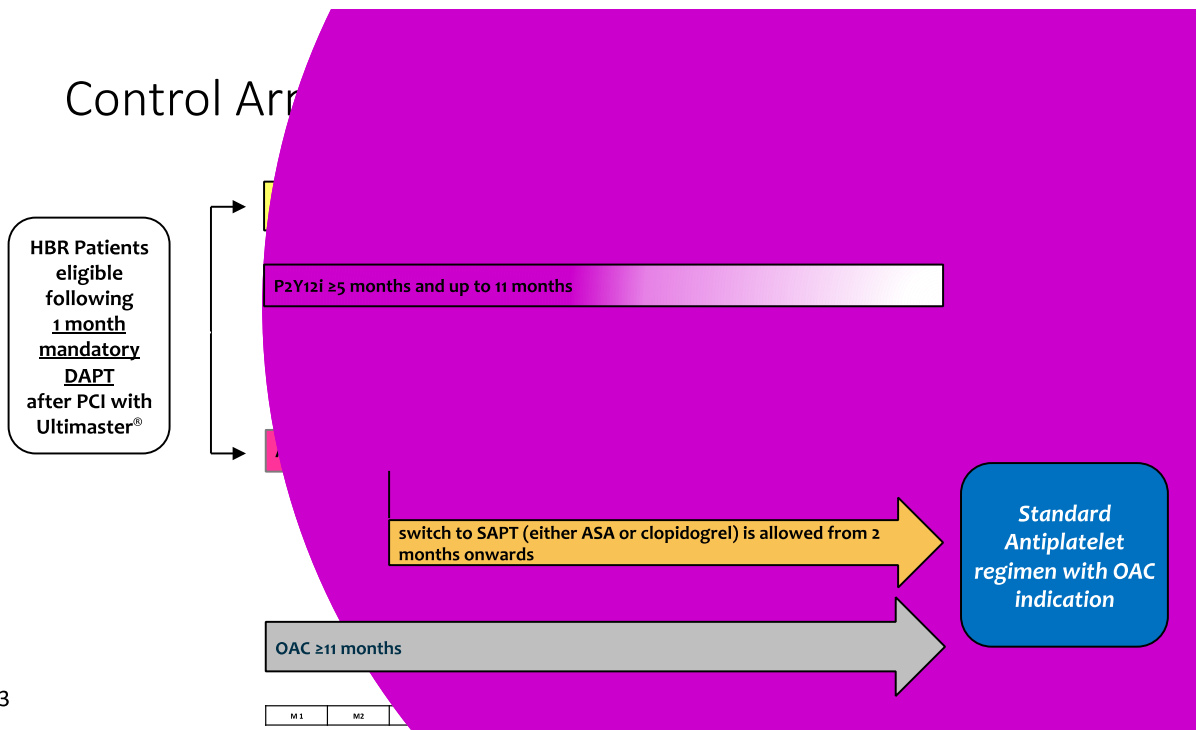 Control
HBR Patients
eligible
following
1 month
mandatory
DAPT
after PCI with
Ultimaster®
P2Y12i ≥5 months and up to 11 months
switch to SAPT (either ASA or clopidogrel) is allowed from 2
months onwards
Standard
Antiplatelet
regimen with OAC
indication
OAC ≥11 months
3
M 1
M2